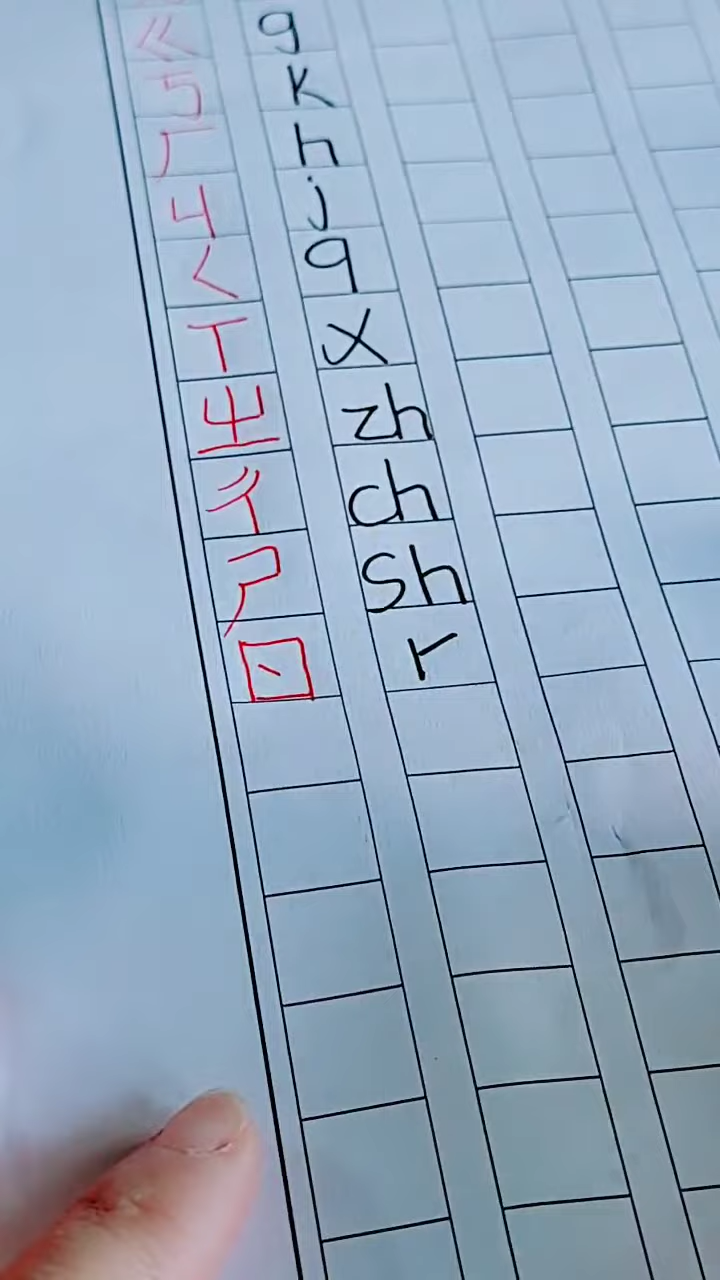 ㄍ g
ㄎ k
ㄏ h
ㄐ j
ㄑ q
ㄒ x
ㄓ zh
ㄔ ch
ㄕ sh
ㄖ r